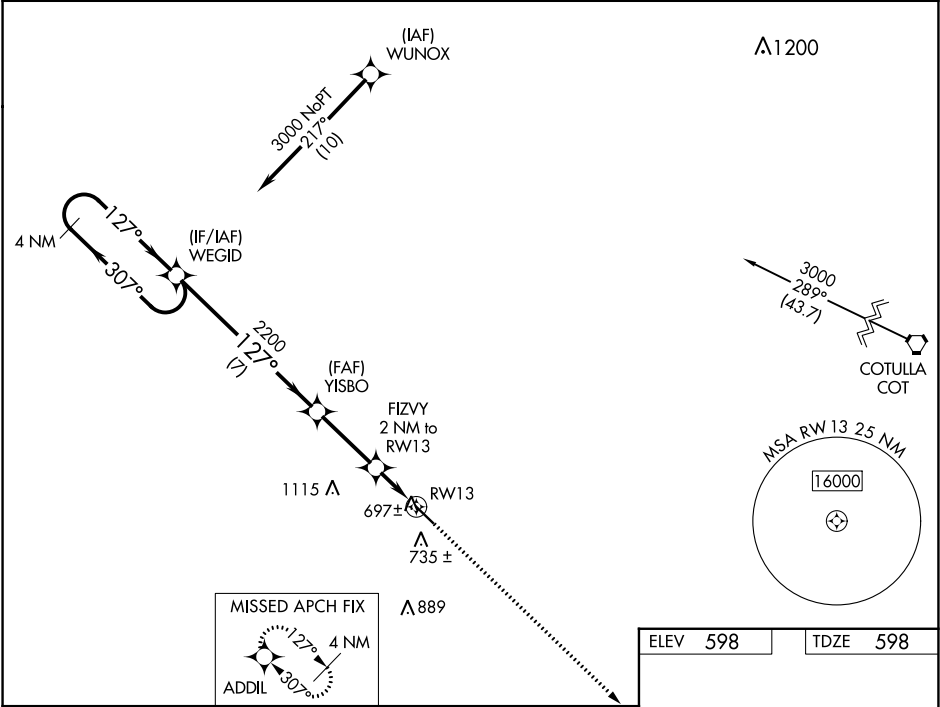 (IAF)
WUNOX
1200
3000 NoPT
217°
(10)
4 NM
127°
307°
(IF/IAF)
WEGID
2200
127°
(7)
(FAF)
YISBO
FIZVY
2 NM to
RW13
1115
697±
RW13
735 ±
889
3000
289°
(43.7)
COTULLA
COT
MSA RW 13 25 NM
16000
MISSED APCH FIX
127°
4 NM
307°
ADDIL
ELEV 598
TDZE 598